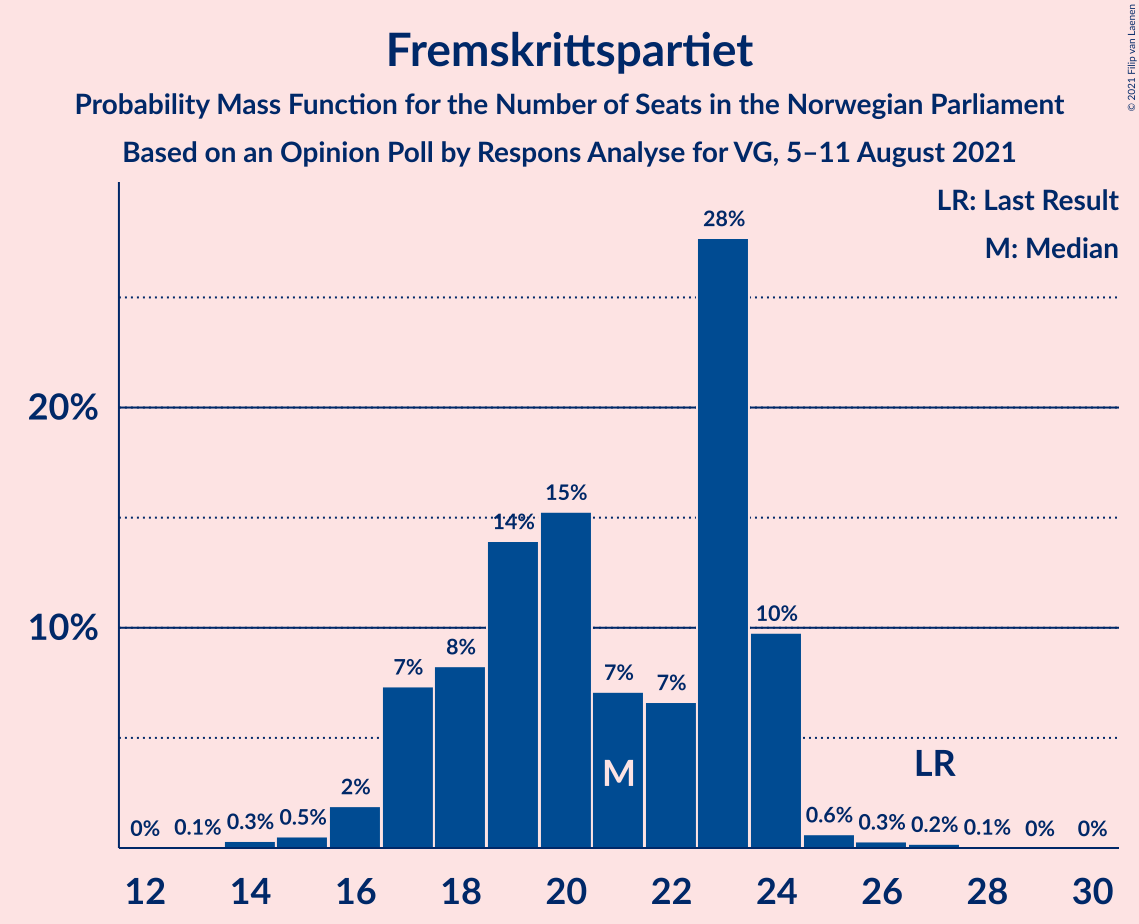 Fremskrittspartiet
Probability Mass Function for the Number of Seats in the Norwegian Parliament
Based on an Opinion Poll by Respons Analyse for VG, 5–11 August 2021
© 2021 Filip van Laenen
LR: Last Result
M: Median
28%
20%
15%
14%
10%
10%
8%
7%
7%
7%
M
LR
2%
0% 0.1% 0.3% 0.5% 0.6% 0.3% 0.2% 0.1% 0% 0%
12 14 16 18 20 22 24 26 28 30